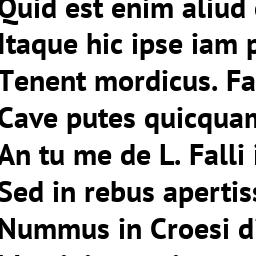 Quid est enim aliud
Itaque hic ipse iam
Tenent mordicus. Fa
Cave putes quicquam
An tu me de L. Falli
Sed in rebus apertiss
Nummus in Croesi di